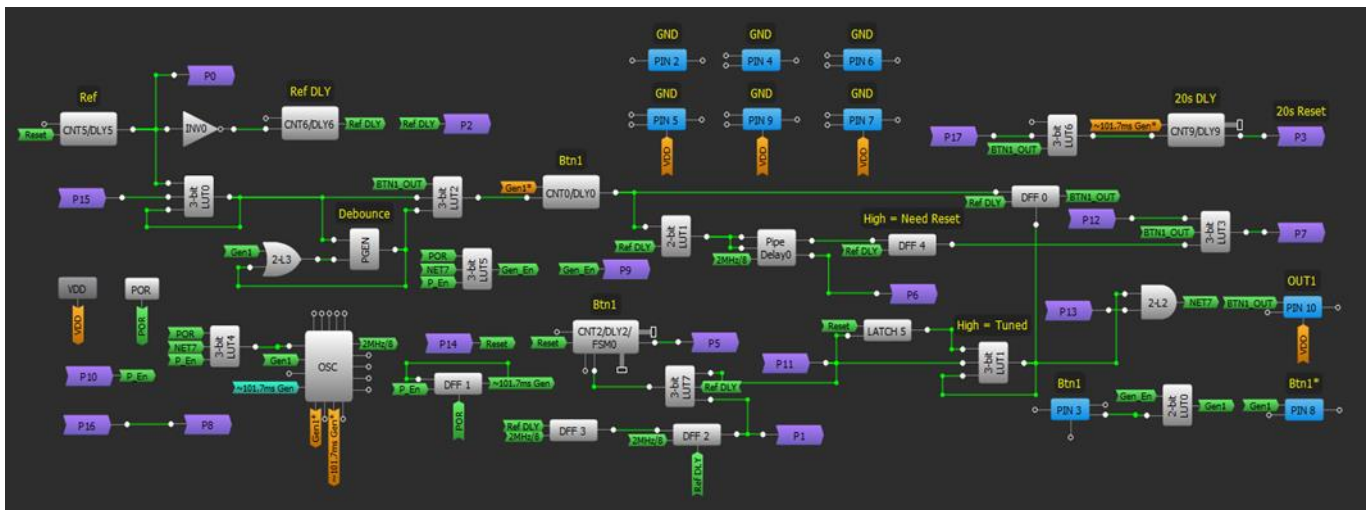 GND
GND
GND
PIN 2
PIN 4
PIN 6
P0
Ref
Ref DLY
GND
GND
GND
20s DLY
20s Reset
Reset
CNT5/DLY5
INV0
CNT6/DLY6
Ref DLY
Ref DLY
P2
PIN 5
PIN 9
PIN 7
VDD
VDD
VDD
P17
BTN1_OUT
3-bit
LUT6
~101.7ms Gen*
CNT9/DLY9
P3
P15
3-bit
LUT0
BTN1_OUT
3-bit
LUT2
Btn1
Gen1*
CNT0/DLY0
Ref DLY
DFF 0
BTN1_OUT
Debounce
PGEN
Gen1
2-L3
POR
NET7
P_En
3-bit
LUT5
Gen_En
Gen_En
P9
Ref DLY
2-bit
LUT1
2MHz/8
Pipe
Delay0
High = Need Reset
Ref DLY
DFF 4
P12
BTN1_OUT
3-bit
LUT3
P7
P6
VDD
POR
VDD
POR
POR
NET7
P_En
3-bit
LUT4
Gen1
~101.7ms Gen
OSC
2MHz/8
Gen1*
~101.7ms Gen*
P10
P_En
P16
P8
P14
Reset
P_En
DFF 1
~101.7ms Gen
POR
Btn1
Reset
CNT2/DLY2/
FSM0
P5
3-bit
LUT7
Ref DLY
Ref DLY
2MHz/8
DFF 3
2MHz/8
DFF 2
Ref DLY
P1
P11
Reset
LATCH 5
High = Tuned
3-bit
LUT1
P13
2-L2
NET7
OUT1
BTN1_OUT
PIN 10
VDD
Btn1
PIN 3
Gen_En
2-bit
LUT0
Gen1
Btn1*
Gen1
PIN 8